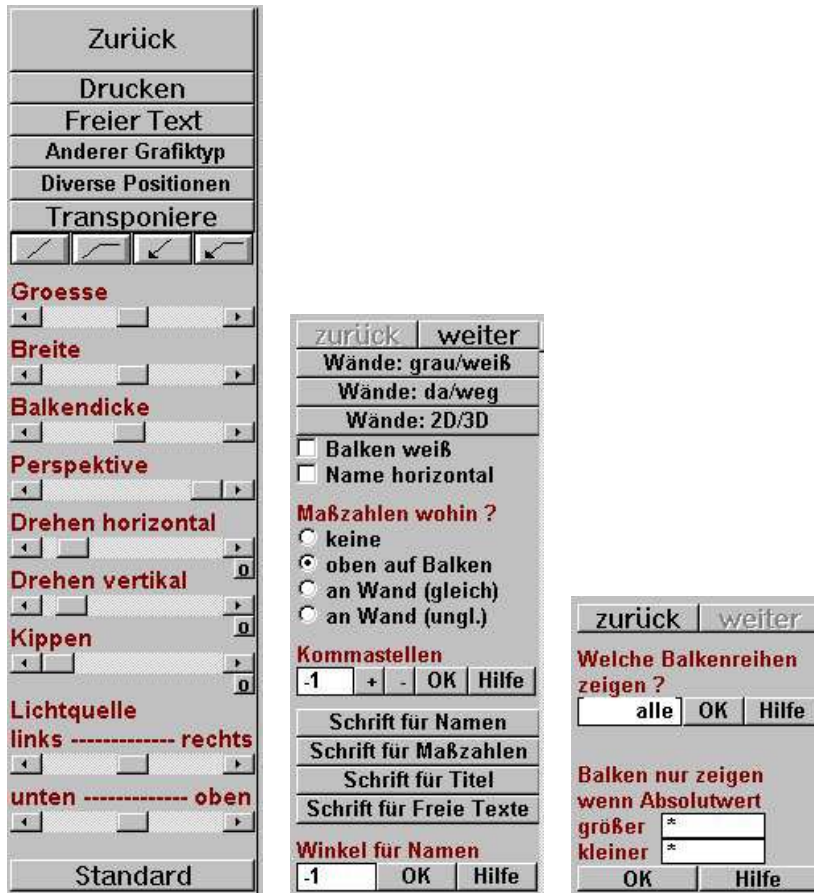 Zurück
Drucken
Freier Text
Anderer Grafiktyp
Diverse Positionen
Transponiere
Groesse
Breite
Balkendicke
Perspektive
Drehen horizontal
0
Drehen vertikal
0
Kippen
0
Lichtquelle
links ------------- rechts
unten ------------ oben
Standard
zurück weiter
Wände: grau/weiß
Wände: da/weg
Wände: 2D/3D
Balken weiß
Name horizontal
Maßzahlen wohin ?
keine
oben auf Balken
an Wand (gleich)
an Wand (ungl.)
Kommastellen
-1 + - OK Hilfe
Schrift für Namen
Schrift für Maßzahlen
Schrift für Titel
Schrift für Freie Texte
Winkel für Namen
-1 OK Hilfe
zurück weiter
Welche Balkenreihen
zeigen ?
alle OK Hilfe
Balken nur zeigen
wenn Absolutwert
größer *
kleiner *
OK Hilfe